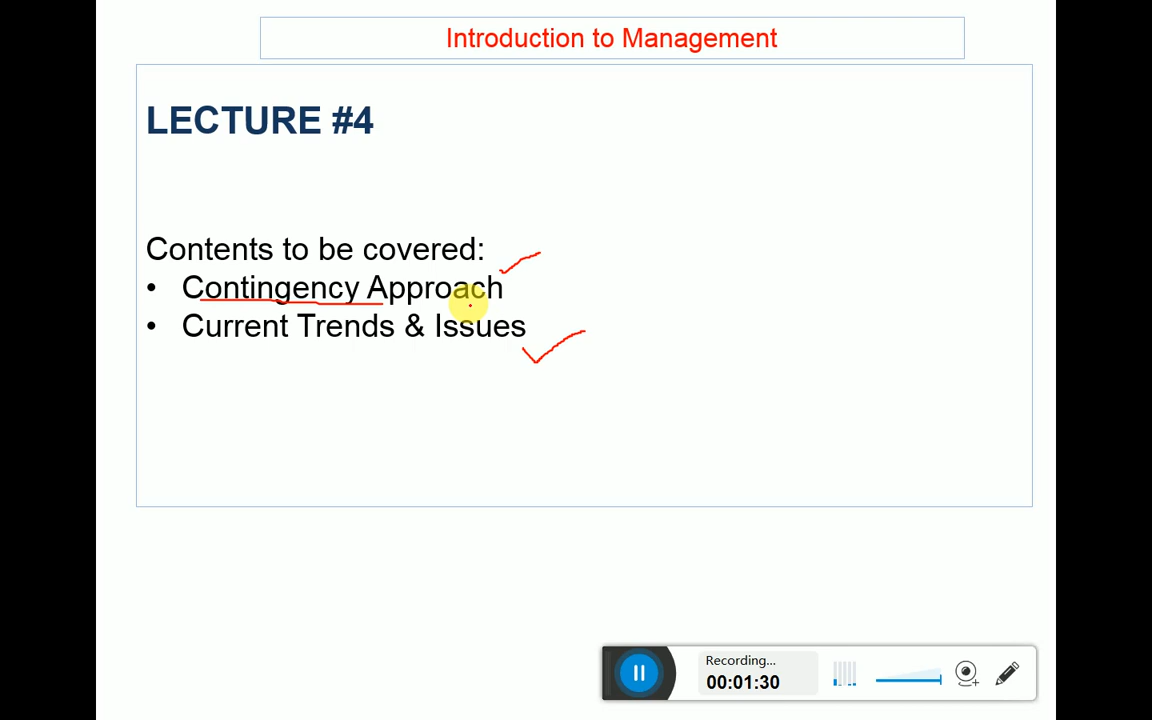 Introduction to Management
LECTURE #4
Contents to be covered:
• Contingency Approach
• Current Trends & Issues
Recording...
00:01:30